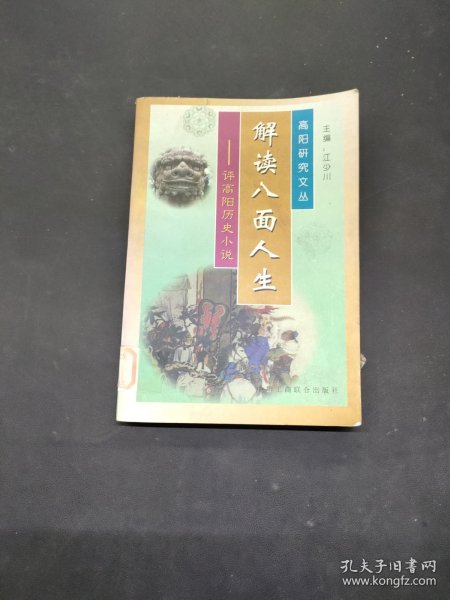 主编·江少川
高阳研究文丛
解读八面人生
——评高阳历史小说
工商联合出版社
孔夫子旧书网
www.kongfz.com